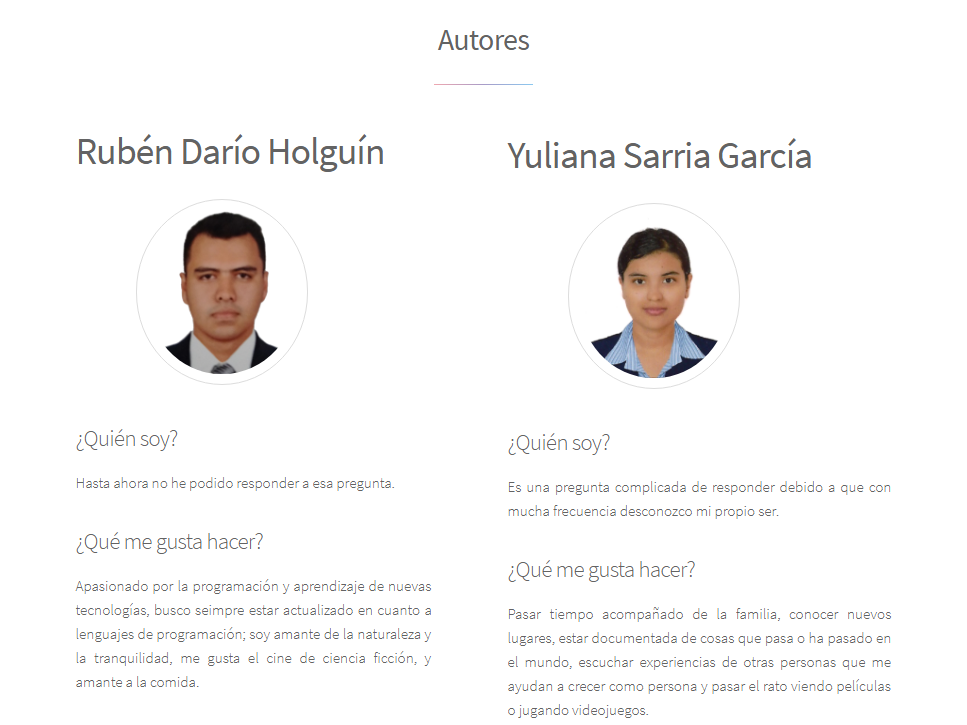 Autores
Rubén Darío Holguín
¿Quién soy?
Hasta ahora no he podido responder a esa pregunta.
¿Qué me gusta hacer?
Apasionado por la programación y aprendizaje de nuevas
tecnologías, busco seimpre estar actualizado en cuanto a
lenguajes de programación; soy amante de la naturaleza y
la tranquilidad, me gusta el cine de ciencia ficción, y
amante a la comida.
Yuliana Sarria García
¿Quién soy?
Es una pregunta complicada de responder debido a que con
mucha frecuencia desconozco mi propio ser.
¿Qué me gusta hacer?
Pasar tiempo acompañado de la familia, conocer nuevos
lugares, estar documentada de cosas que pasa o ha pasado en
el mundo, escuchar experiencias de otras personas que me
ayudan a crecer como persona y pasar el rato viendo películas
o jugando videojuegos.